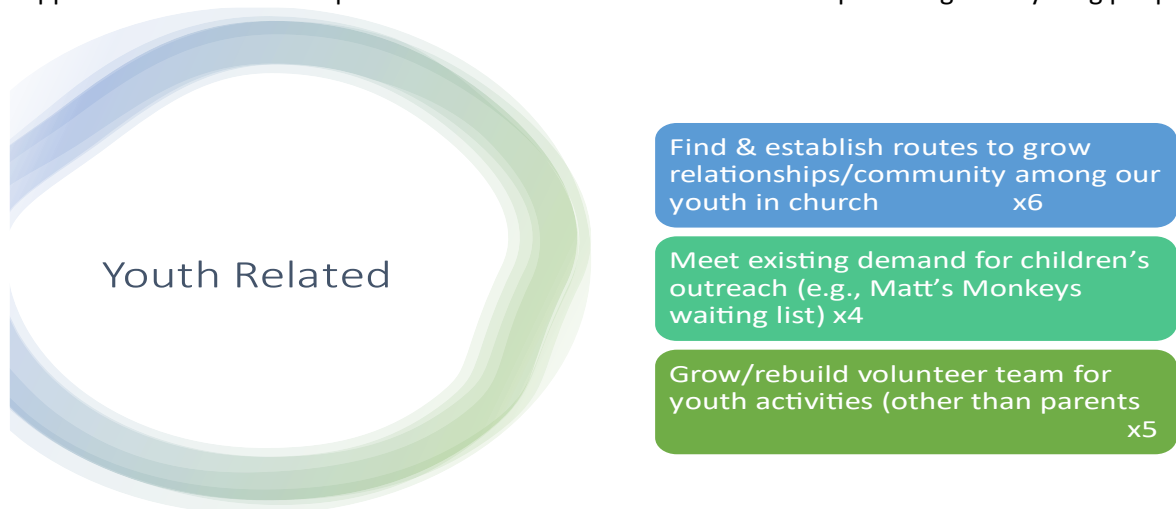 Youth Related
Find & establish routes to grow
relationships/community among our
youth in church x6
Meet existing demand for children’s
outreach (e.g., Matt’s Monkeys
waiting list) x4
Grow/rebuild volunteer team for
youth activities (other than parents
x5